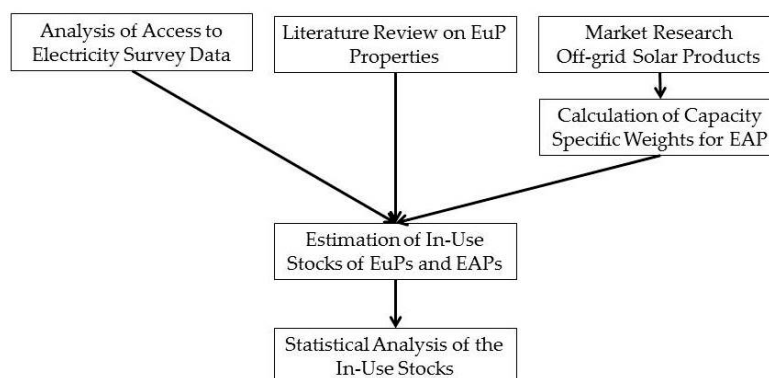 Analysis of Access to
Electricity Survey Data
Literature Review on EuP
Properties
Market Research
Off-grid Solar Products
Calculation of Capacity
Specific Weights for EAP
Estimation of In-Use
Stocks of EuPs and EAPs
Statistical Analysis of the
In-Use Stocks